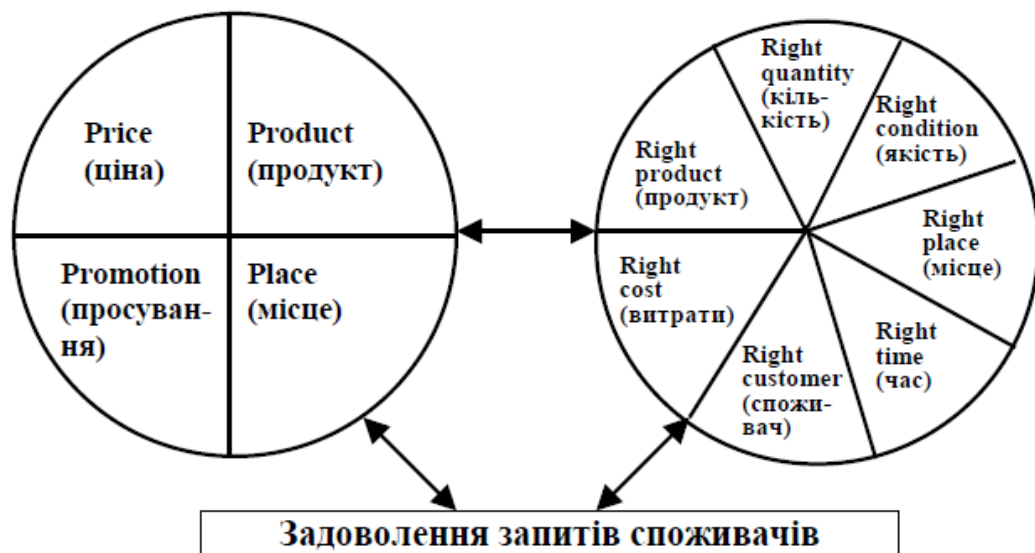 Price
(ціна)
Product
(продукт)
Promotion
(просуван-
ня)
Place
(місце)
Right
quantity
(кіль-
кість)
Right
condition
(якість)
Right
product
(продукт)
Right
place
(місце)
Right
cost
(витрати)
Right
time
(час)
Right
customer
(спожи-
вач)
Задоволення запитів споживачів